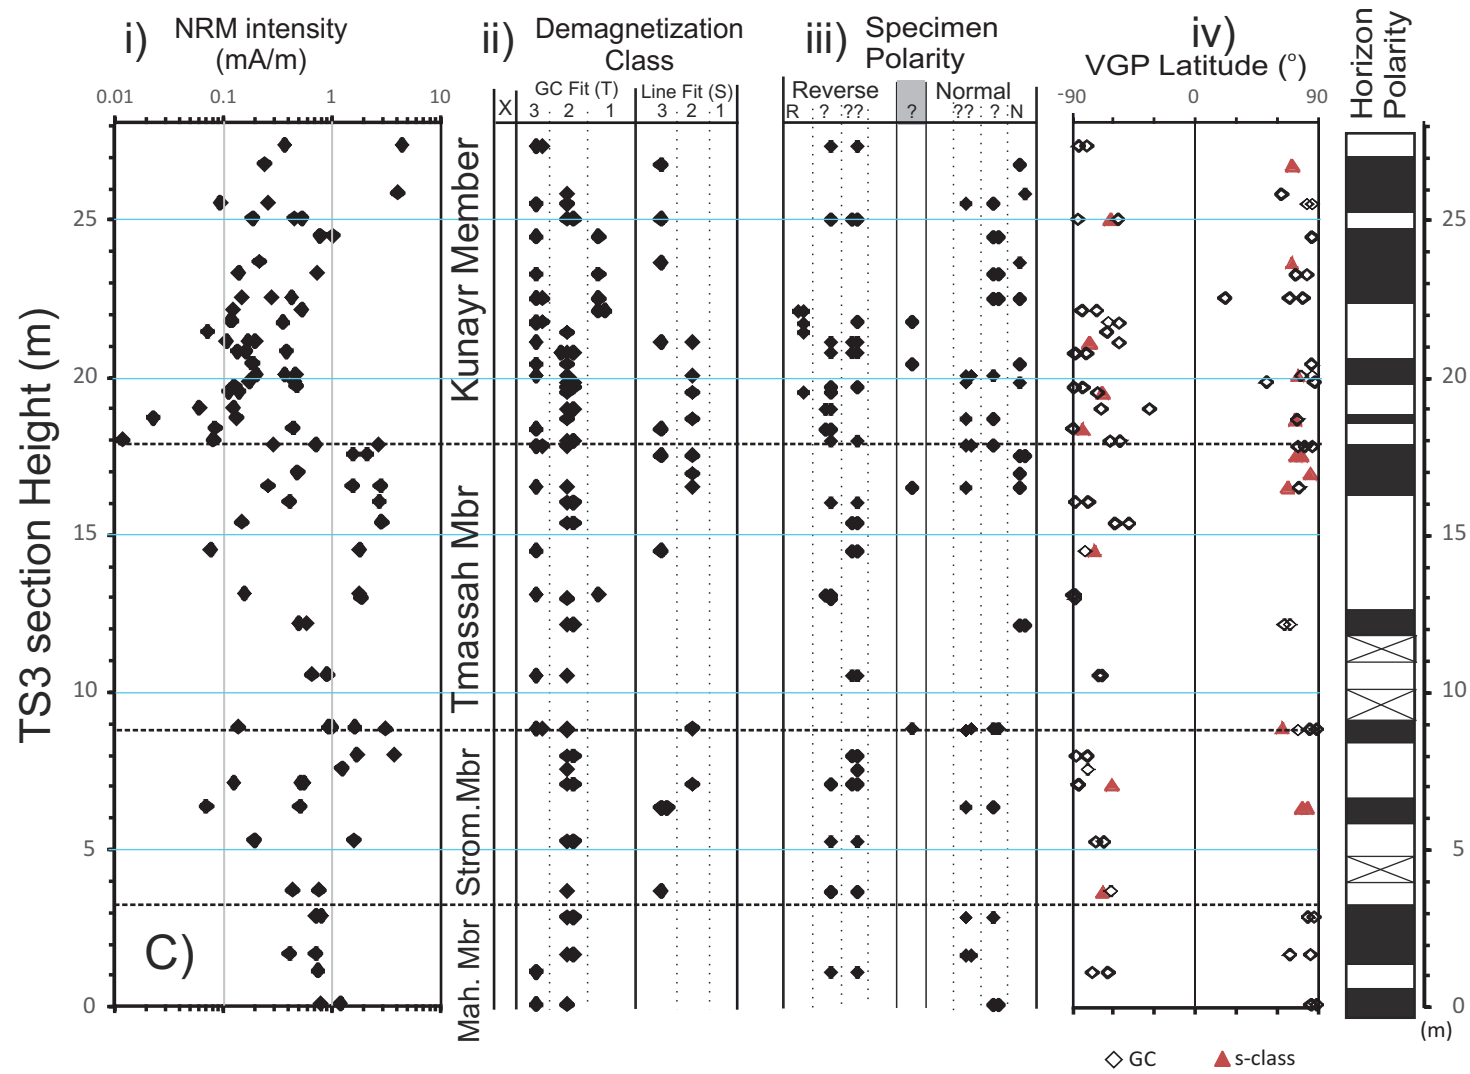 i)
NRM intensity
(mA/m)
0.01 0.1 1 10
ii)
Demagnetization
Class
GC Fit (T) Line Fit (S)
X 3 2 1 3 2 1
iii)
Specimen
Polarity
Reverse Normal
R ? ?? ? ?? ? N
iv)
VGP Latitude (°)
-90 0 90
Horizon
Polarity
TS3 section Height (m)
25
20
15
10
5
0
Kunayr Member
Tmassah Mbr
Strom.Mbr
Mah. Mbr
C)
25
20
15
10
5
0
(m)
GC s-class